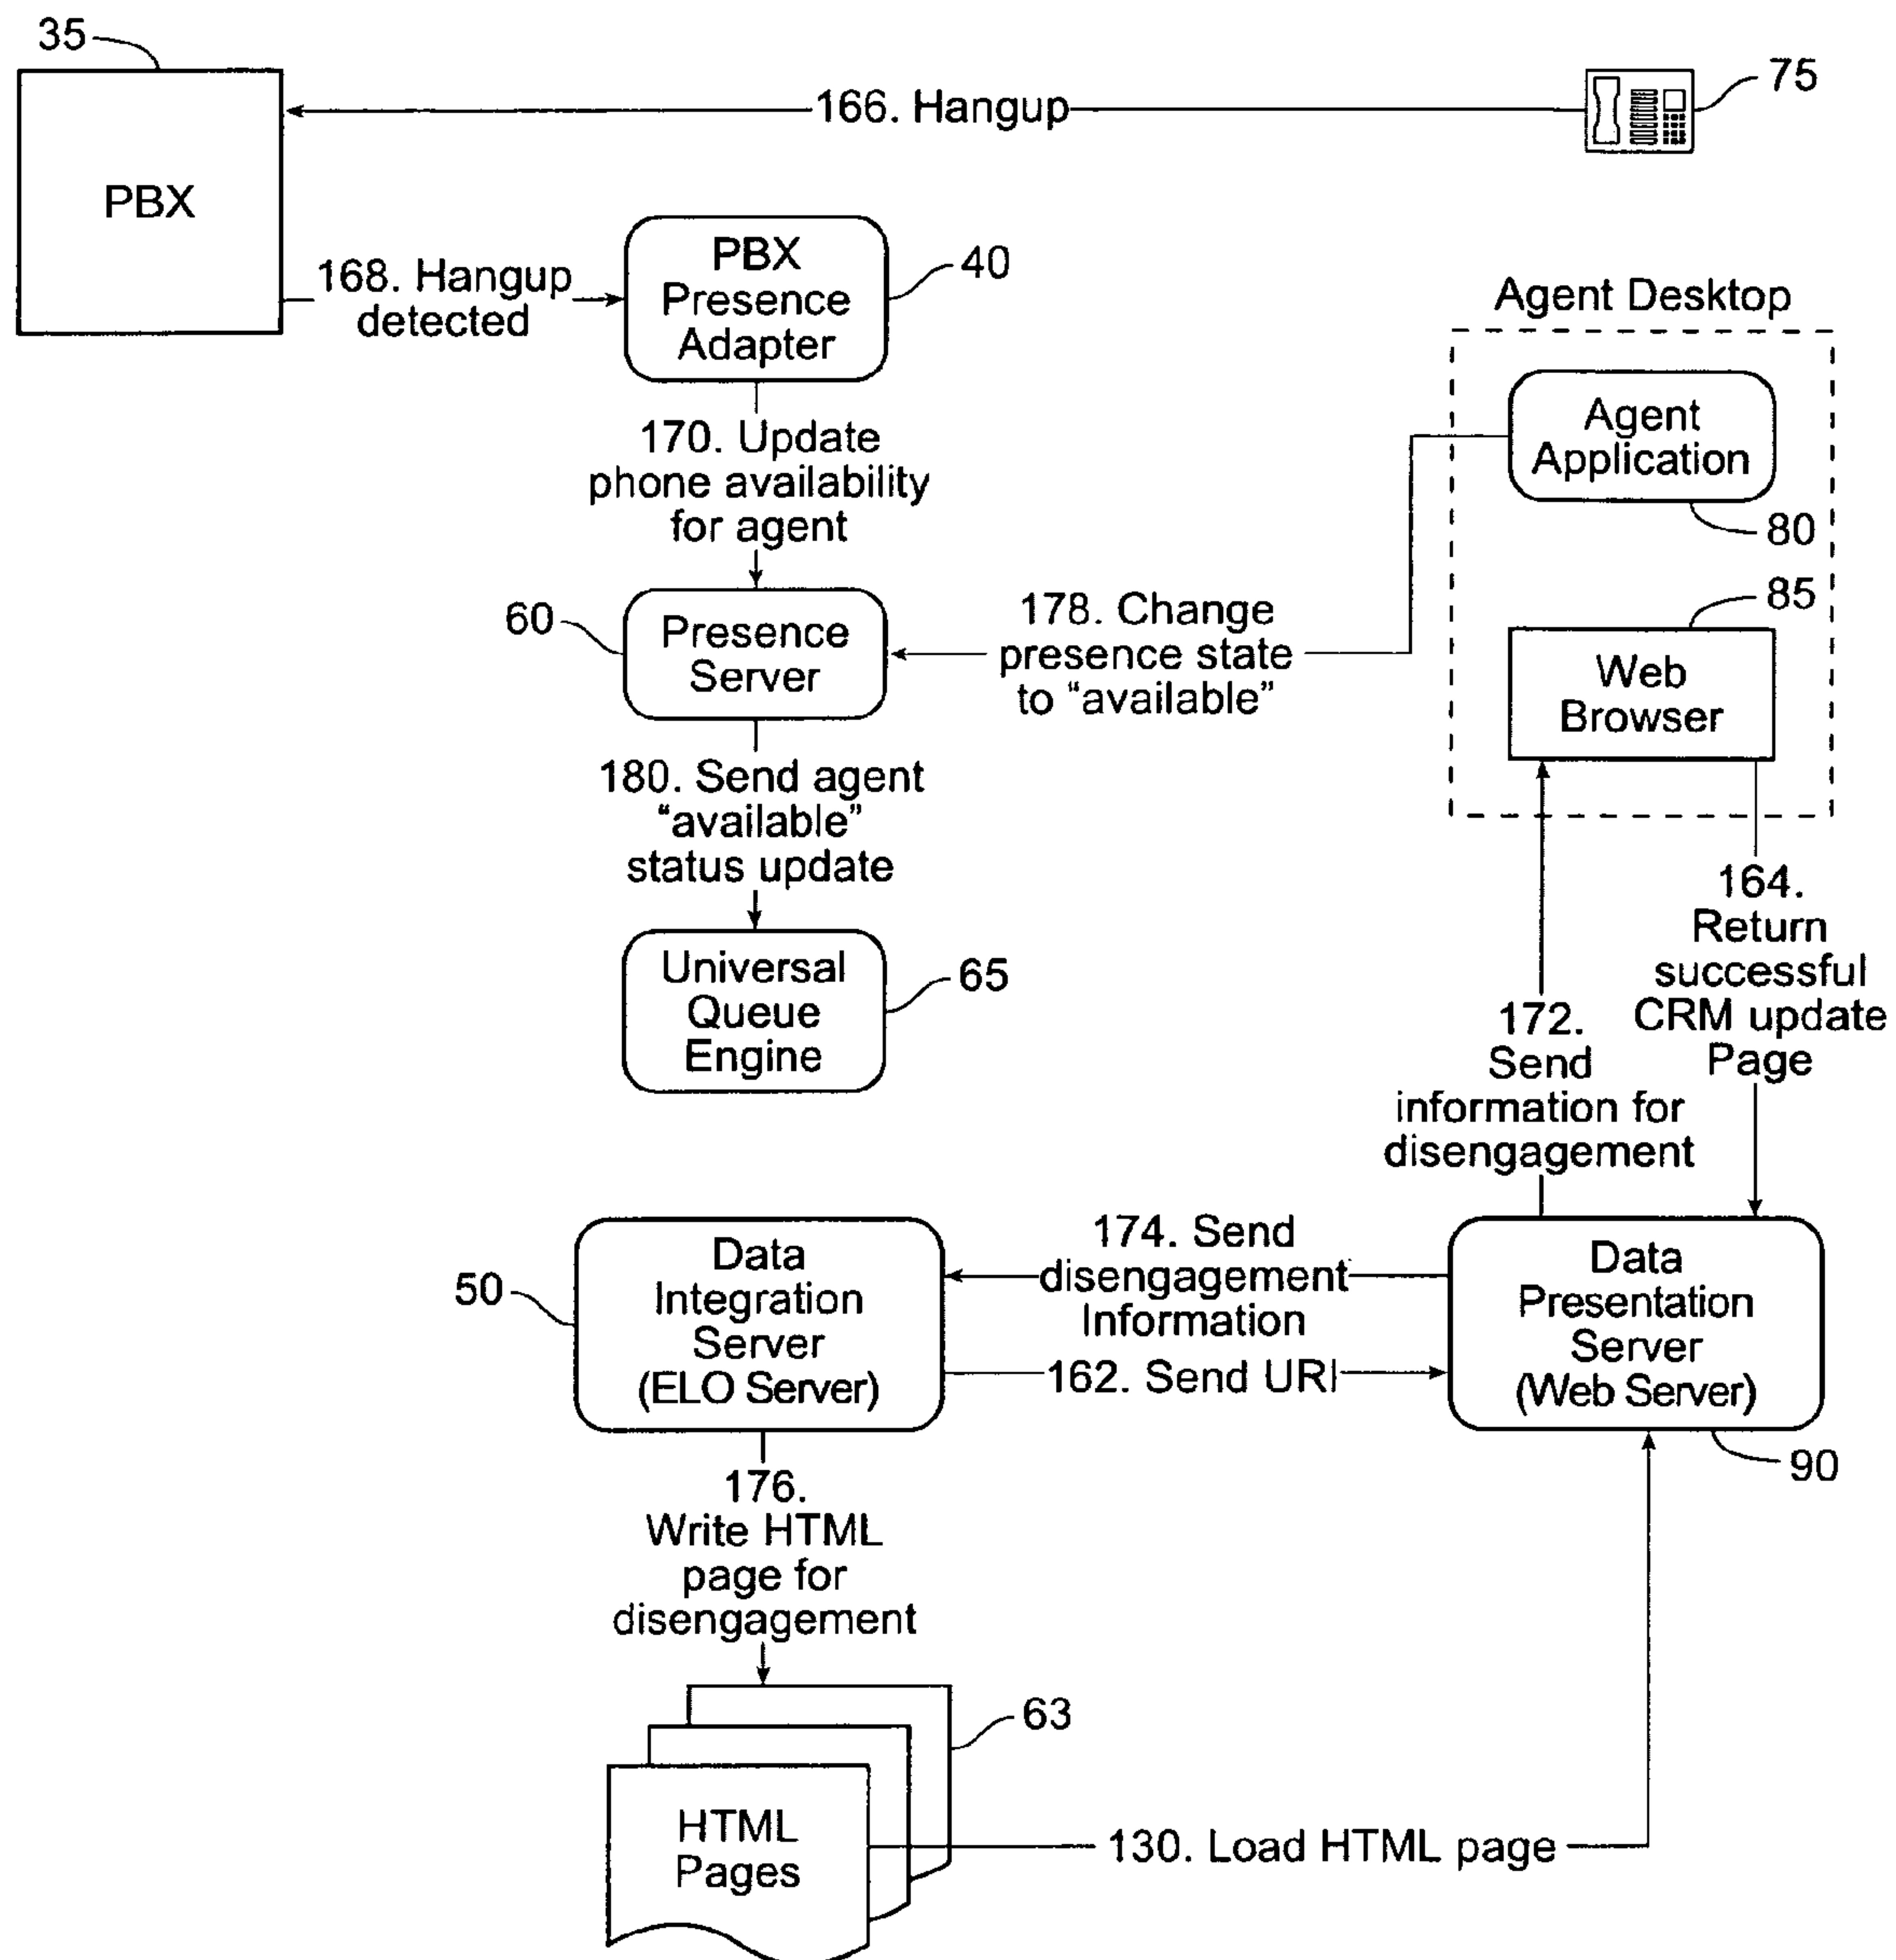 35
75
166. Hangup
PBX
PBX
Presence
Adapter
40
168. Hangup
detected
Agent Desktop
Agent
Application
80
170. Update
phone availability
for agent
85
60
Presence
Server
178. Change
presence state
to “available”
Web
Browser
180. Send agent
“available”
status update
164.
Return
successful
CRM update
Page
Universal
Queue
Engine
65
172.
Send
information for
disengagement
50
Data
Integration
Server
(ELO Server)
174. Send
disengagement
Information
162. Send URI
Data
Presentation
Server
(Web Server)
90
176.
Write HTML
page for
disengagement
63
HTML
Pages
130. Load HTML page